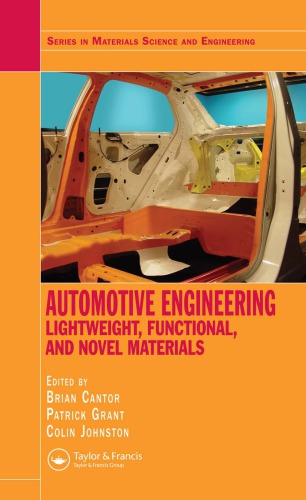 Series in Materials Science and Engineering
AUTOMOTIVE ENGINEERING
LIGHTWEIGHT, FUNCTIONAL,
AND NOVEL MATERIALS
Edited by
Brian Cantor
Patrick Grant
Colin Johnston
Taylor & Francis
Taylor & Francis Group